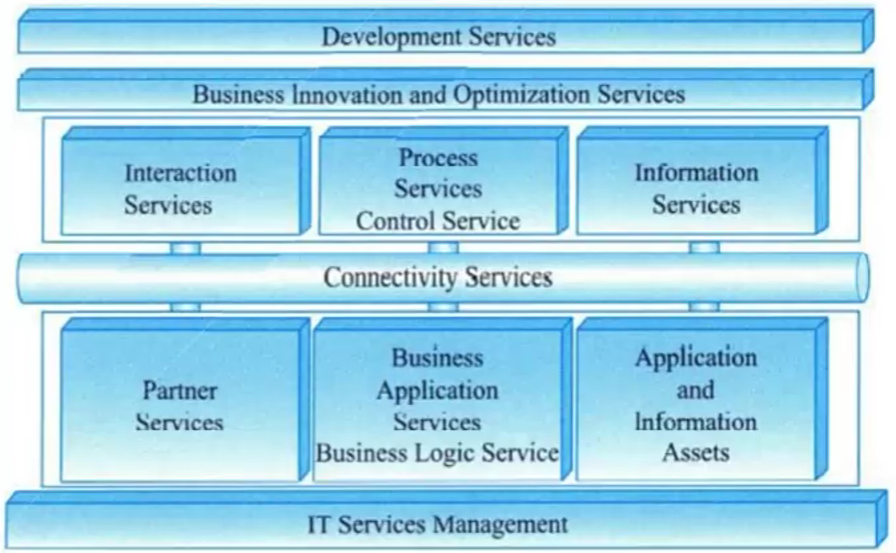 Development Services
Business Innovation and Optimization Services
Interaction
Services
Process
Services
Control Service
Information
Services
Connectivity Services
Partner
Services
Business
Application
Services
Business Logic Service
Application
and
Information
Assets
IT Services Management